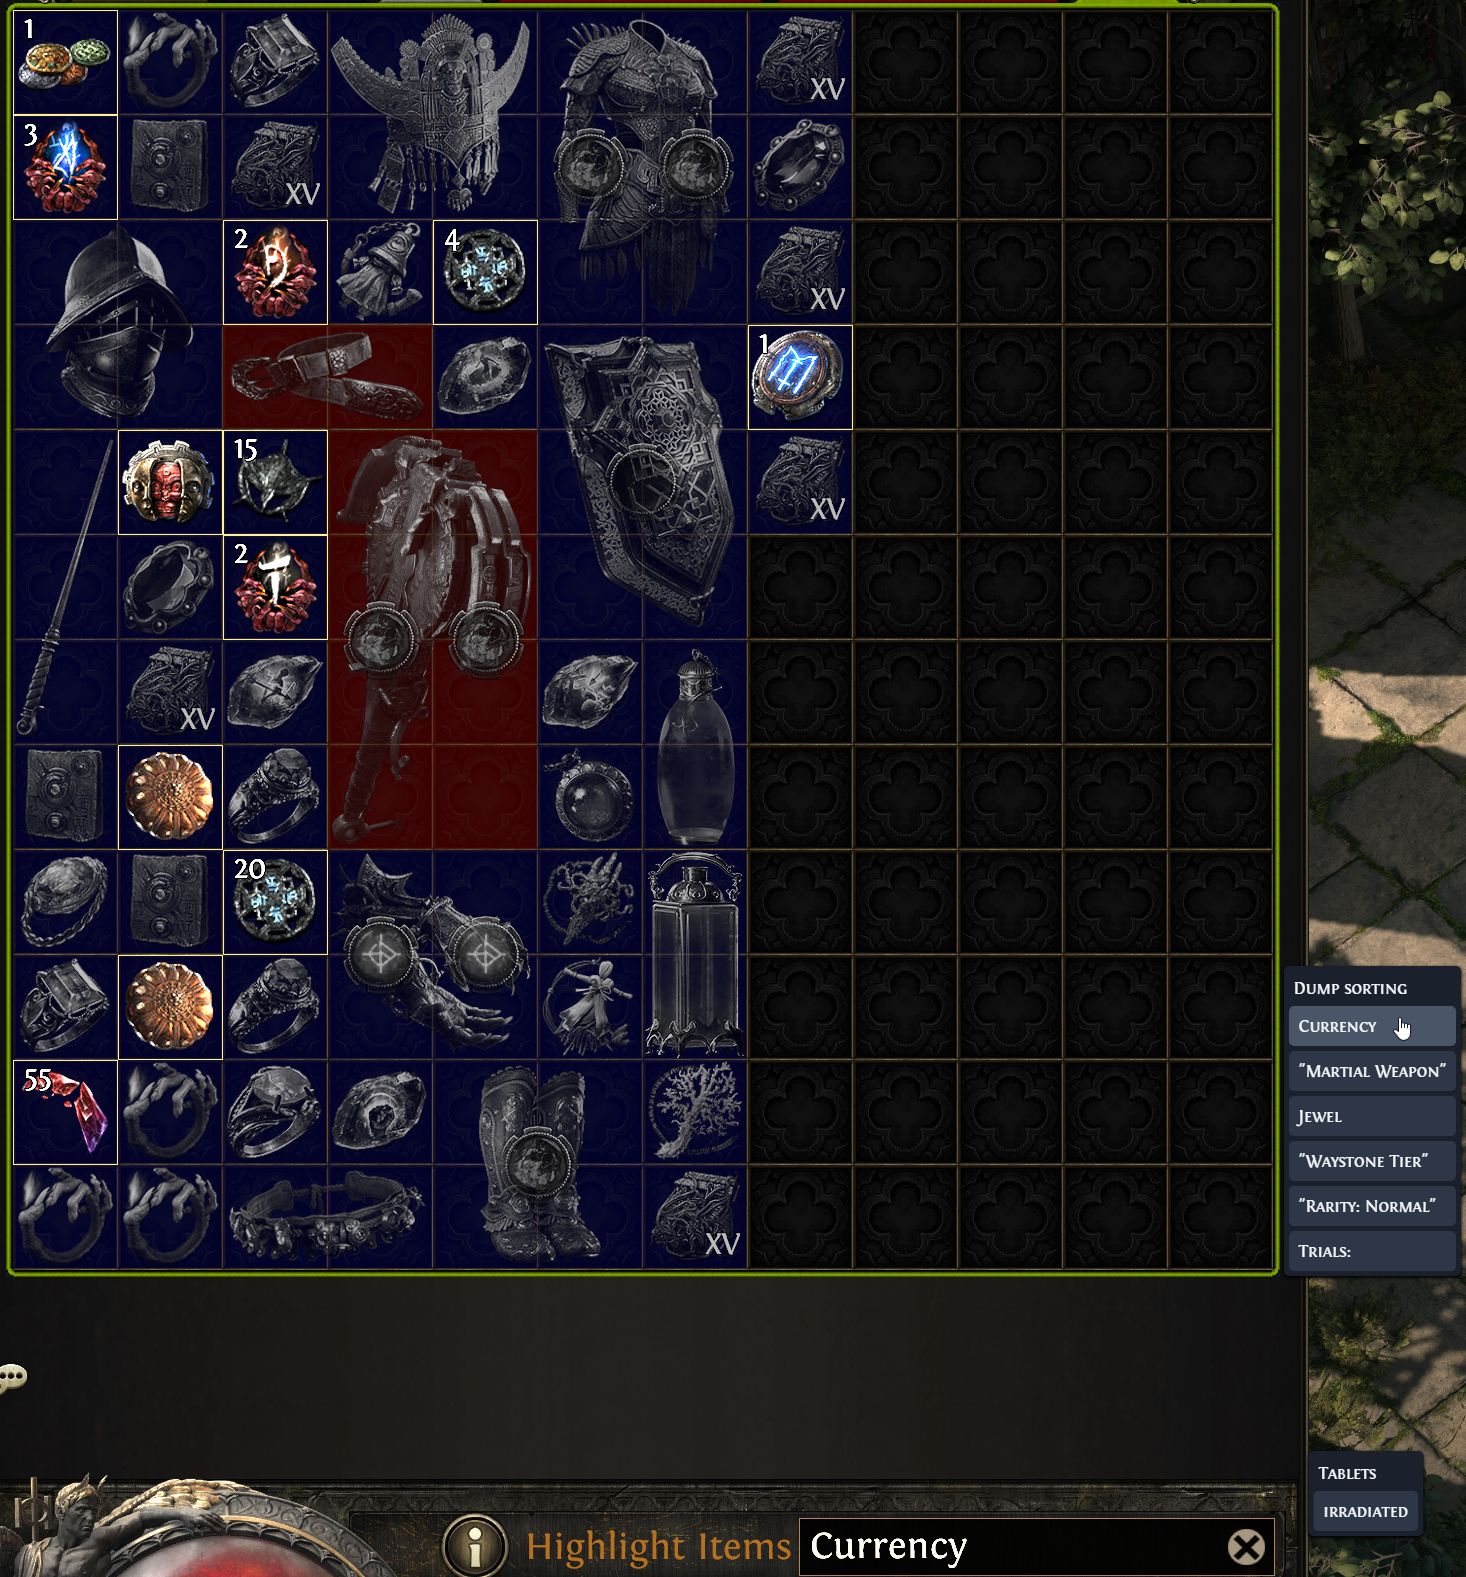 1
XV
3
XV
2
4
XV
1
15
XV
2
XV
20
55
XV
Dump sorting
Currency
"Martial Weapon"
Jewel
"Waystone Tier"
"Rarity: Normal"
Trials:
Tablets
irradiated
Highlight Items
Currency